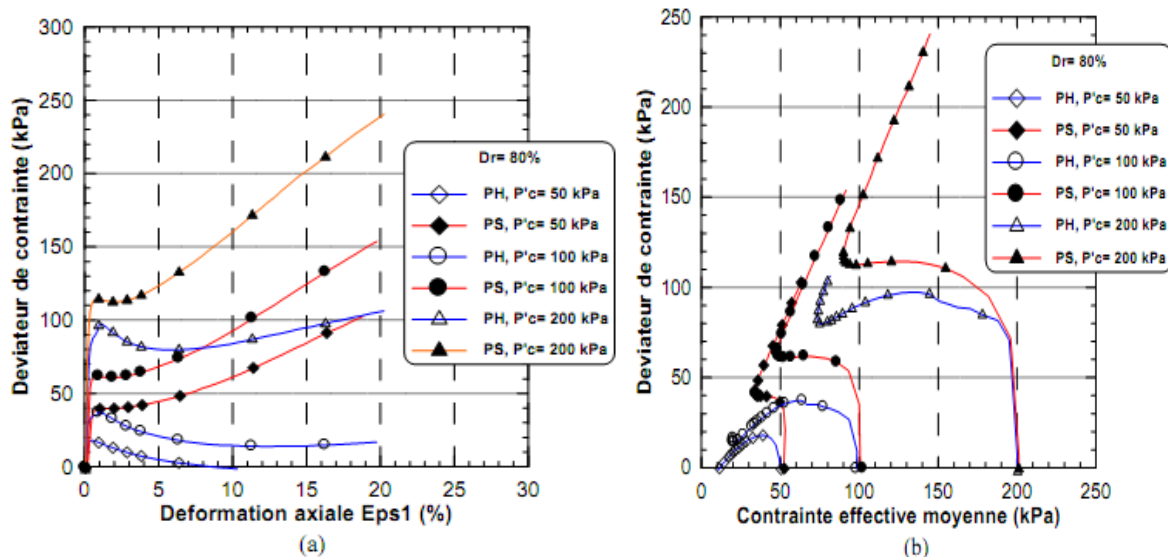 300
250
200
150
100
50
0
Deviateur de contrainte (kPa)
0 5 10 15 20 25 30
Deformation axiale Eps1 (%)
Dr= 80%
PH, P'c= 50 kPa
PS, P'c= 50 kPa
PH, P'c= 100 kPa
PS, P'c= 100 kPa
PH, P'c= 200 kPa
PS, P'c= 200 kPa
(a)
250
200
150
100
50
0
Deviateur de contrainte (kPa)
0 50 100 150 200 250
Contrainte effective moyenne (kPa)
Dr= 80%
PH, P'c= 50 kPa
PS, P'c= 50 kPa
PH, P'c= 100 kPa
PS, P'c= 100 kPa
PH, P'c= 200 kPa
PS, P'c= 200 kPa
(b)